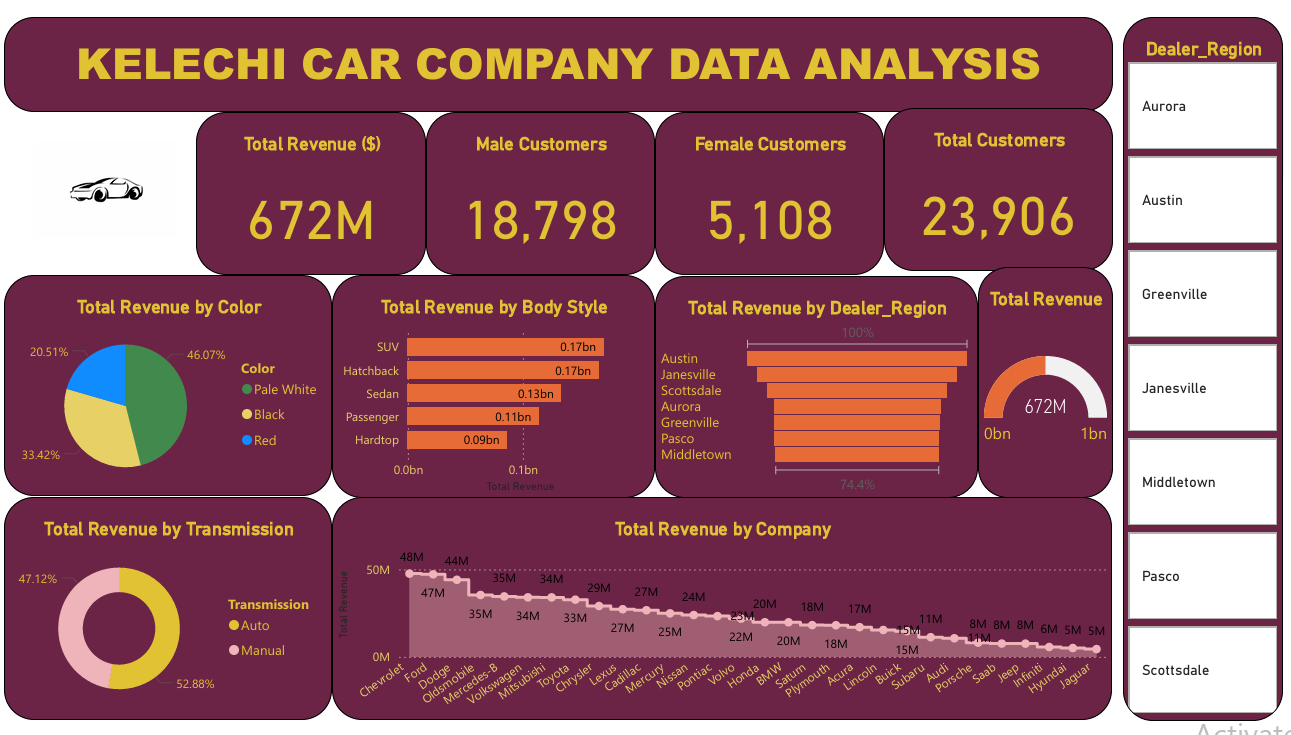 KELECHI CAR COMPANY DATA ANALYSIS
Dealer_Region
Aurora
Austin
Greenville
Janesville
Middletown
Pasco
Scottsdale
Total Revenue ($)
672M
Male Customers
18,798
Female Customers
5,108
Total Customers
23,906
Total Revenue by Color
20.51%
46.07%
33.42%
Color
Pale White
Black
Red
Total Revenue by Body Style
SUV
0.17bn
Hatchback
0.17bn
Sedan
0.13bn
Passenger
0.11bn
Hardtop
0.09bn
0.0bn
0.1bn
Total Revenue
Total Revenue by Dealer_Region
100%
Austin
Janesville
Scottsdale
Aurora
Greenville
Pasco
Middletown
74.4%
Total Revenue
672M
0bn
1bn
Total Revenue by Transmission
47.12%
52.88%
Transmission
Auto
Manual
Total Revenue by Company
Total Revenue
50M
0M
48M
47M
44M
35M
35M
34M
34M
33M
29M
27M
27M
25M
24M
23M
22M
20M
20M
18M
18M
17M
15M
15M
11M
11M
8M
8M
8M
6M
5M
5M
Chevrolet
Ford
Dodge
Oldsmobile
Mercedes-B
Volkswagen
Mitsubishi
Toyota
Chrysler
Lexus
Cadillac
Mercury
Nissan
Pontiac
Volvo
Honda
BMW
Saturn
Plymouth
Acura
Lincoln
Buick
Subaru
Audi
Porsche
Saab
Jeep
Infiniti
Hyundai
Jaguar